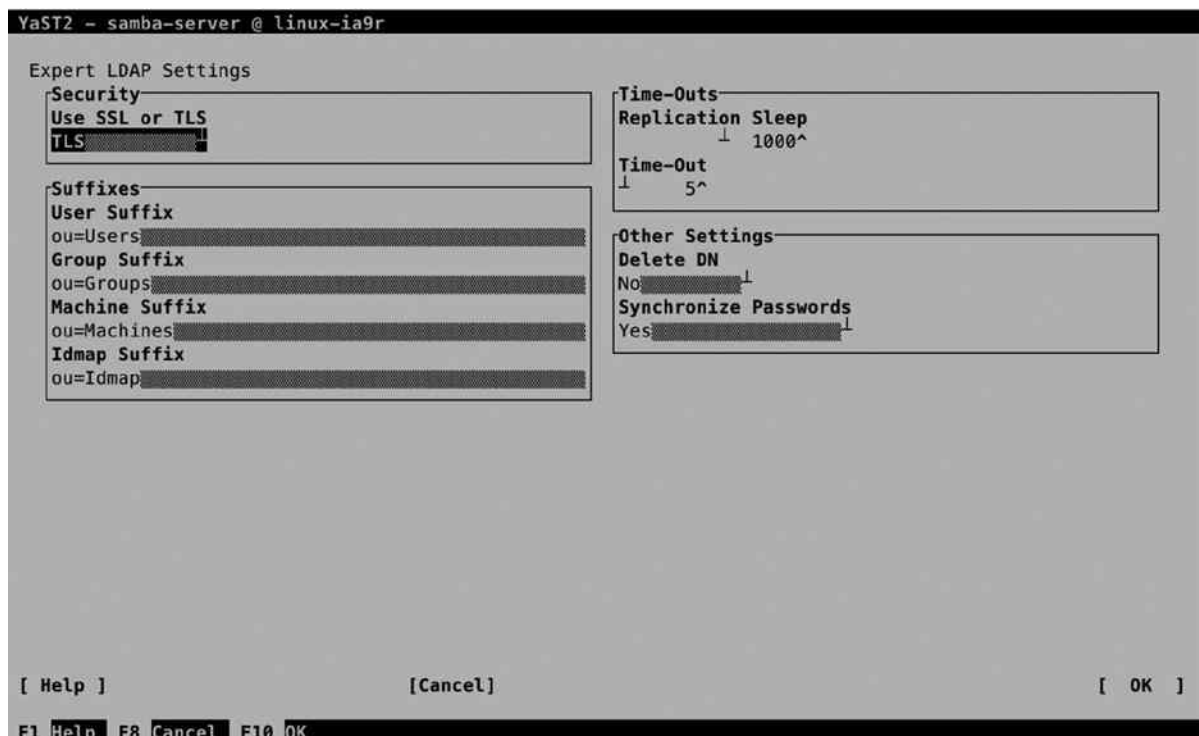 YaST2 - samba-server @ linux-ia9r
Expert LDAP Settings
Security
Use SSL or TLS
TLS
Suffixes
User Suffix
ou=Users
Group Suffix
ou=Groups
Machine Suffix
ou=Machines
Idmap Suffix
ou=Idmap
Time-Outs
Replication Sleep
1000^
Time-Out
5^
Other Settings
Delete DN
No
Synchronize Passwords
Yes
[ Help ] [Cancel] [ OK ]
F1 Help F8 Cancel F10 OK